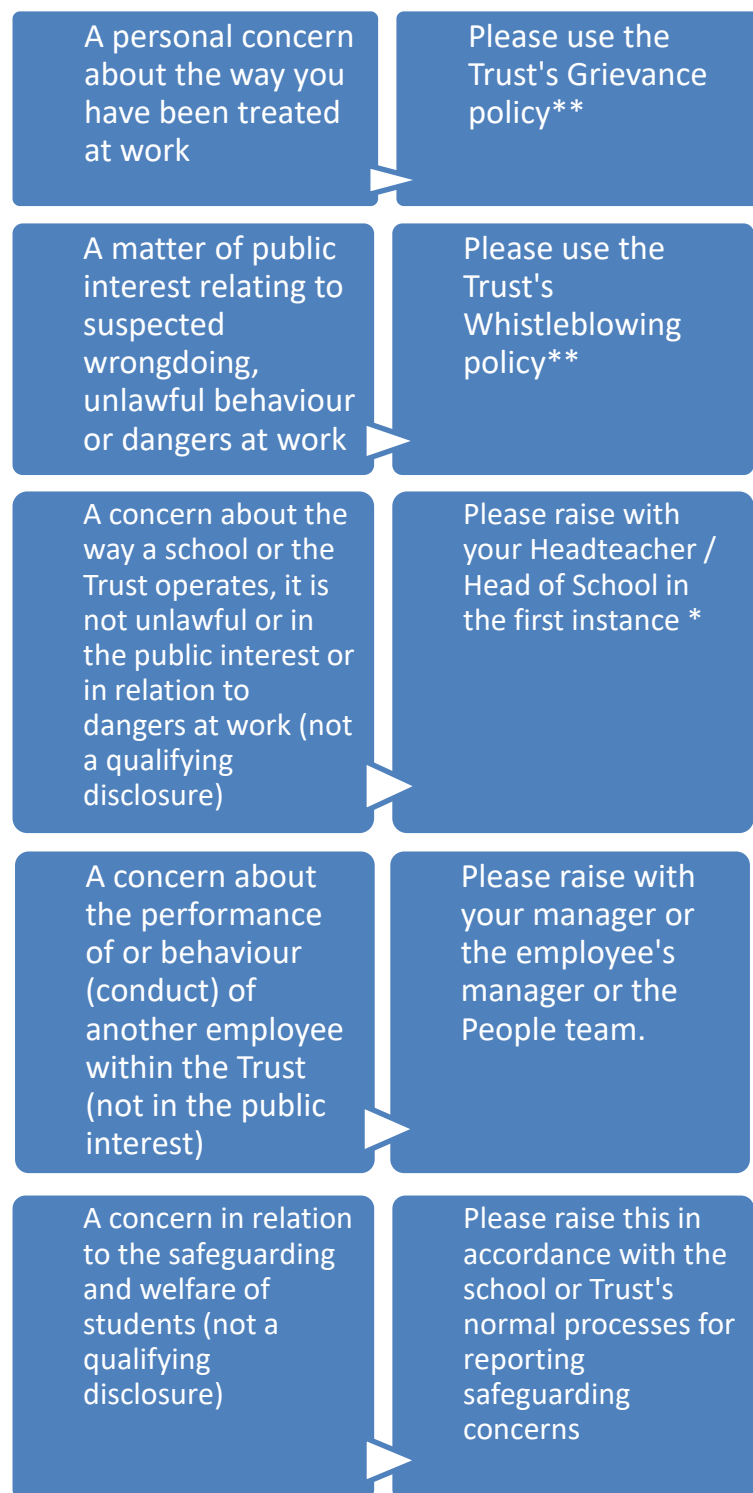 A personal concern
about the way you
have been treated
at work
Please use the
Trust's Grievance
policy**
A matter of public
interest relating to
suspected
wrongdoing,
unlawful behaviour
or dangers at work
Please use the
Trust's
Whistleblowing
policy**
A concern about the
way a school or the
Trust operates, it is
not unlawful or in
the public interest or
in relation to
dangers at work (not
a qualifying
disclosure)
Please raise with
your Headteacher /
Head of School in
the first instance *
A concern about
the performance
of or behaviour
(conduct) of
another employee
within the Trust
(not in the public
interest)
Please raise with
your manager or
the employee's
manager or the
People team.
A concern in relation
to the safeguarding
and welfare of
students (not a
qualifying
disclosure)
Please raise this in
accordance with the
school or Trust's
normal processes for
reporting
safeguarding
concerns